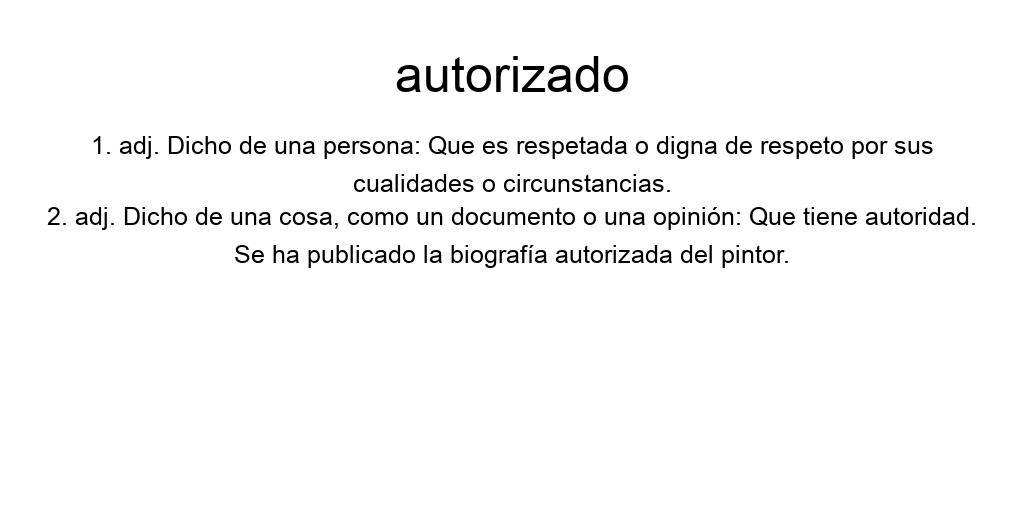 autorizado
1. adj. Dicho de una persona: Que es respetada o digna de respeto por sus
cualidades o circunstancias.
2. adj. Dicho de una cosa, como un documento o una opinión: Que tiene autoridad.
Se ha publicado la biografía autorizada del pintor.